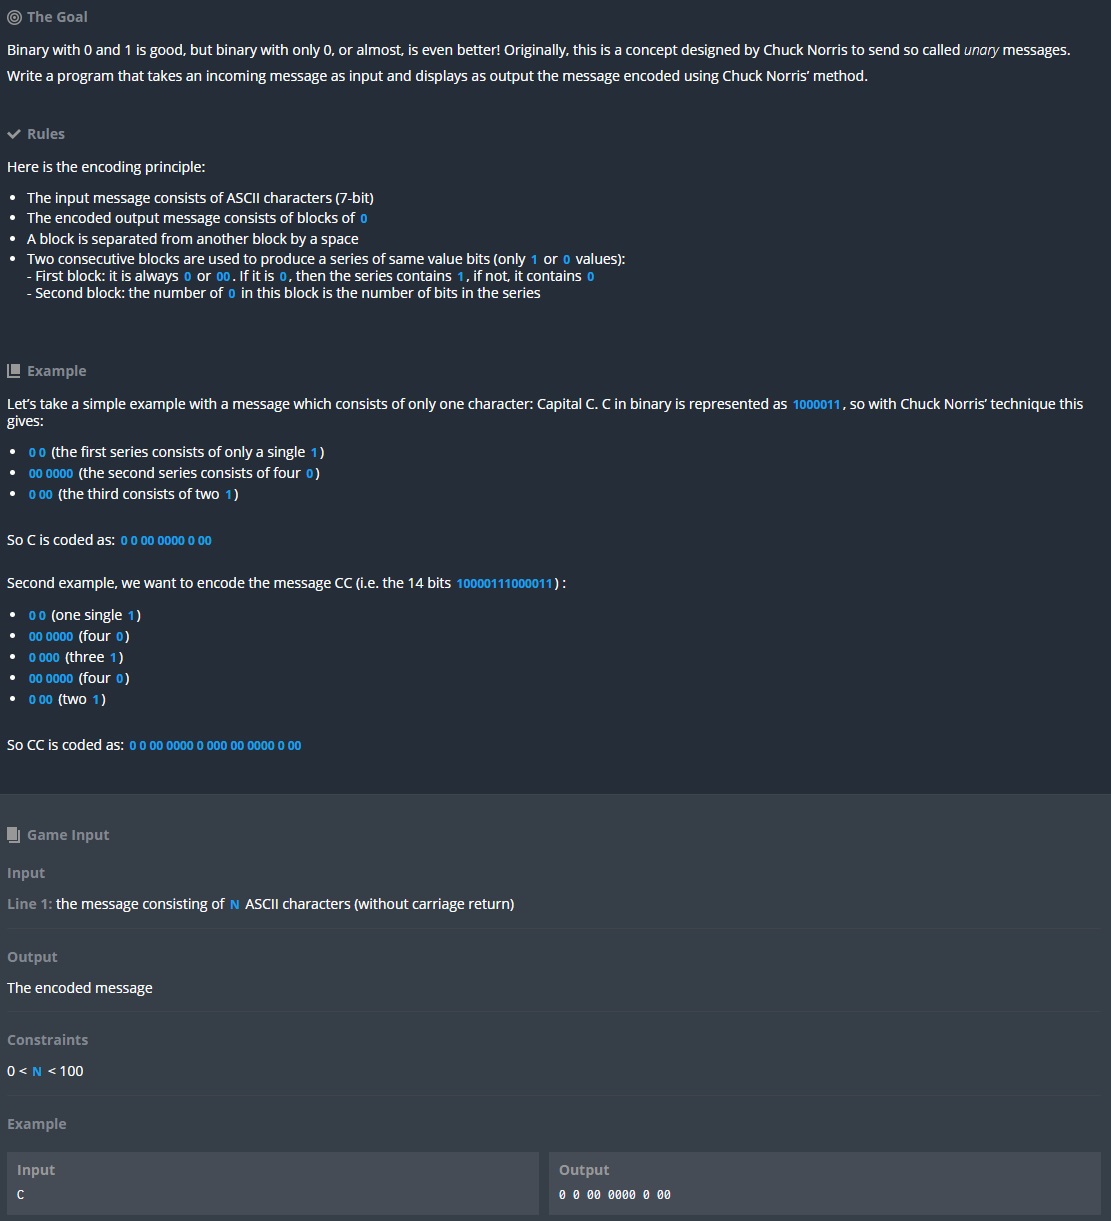 The Goal
Binary with 0 and 1 is good, but binary with only 0, or almost, is even better! Originally, this is a concept designed by Chuck Norris to send so called unary messages.
Write a program that takes an incoming message as input and displays as output the message encoded using Chuck Norris’ method.
Rules
Here is the encoding principle:
• The input message consists of ASCII characters (7-bit)
• The encoded output message consists of blocks of 0
• A block is separated from another block by a space
• Two consecutive blocks are used to produce a series of same value bits (only 1 or 0 values):
- First block: it is always 0 or 00. If it is 0, then the series contains 1, if not, it contains 0
- Second block: the number of 0 in this block is the number of bits in the series
Example
Let’s take a simple example with a message which consists of only one character: Capital C. C in binary is represented as 1000011, so with Chuck Norris’ technique this
gives:
• 0 0 (the first series consists of only a single 1)
• 00 0000 (the second series consists of four 0)
• 0 00 (the third consists of two 1)
So C is coded as: 0 0 00 0000 0 00
Second example, we want to encode the message CC (i.e. the 14 bits 10000111000011) :
• 0 0 (one single 1)
• 00 0000 (four 0)
• 0 000 (three 1)
• 00 0000 (four 0)
• 0 00 (two 1)
So CC is coded as: 0 0 00 0000 0 000 00 0000 0 00
Game Input
Input
Line 1: the message consisting of N ASCII characters (without carriage return)
Output
The encoded message
Constraints
0 < N < 100
Example
Input
C
Output
0 0 00 0000 0 00